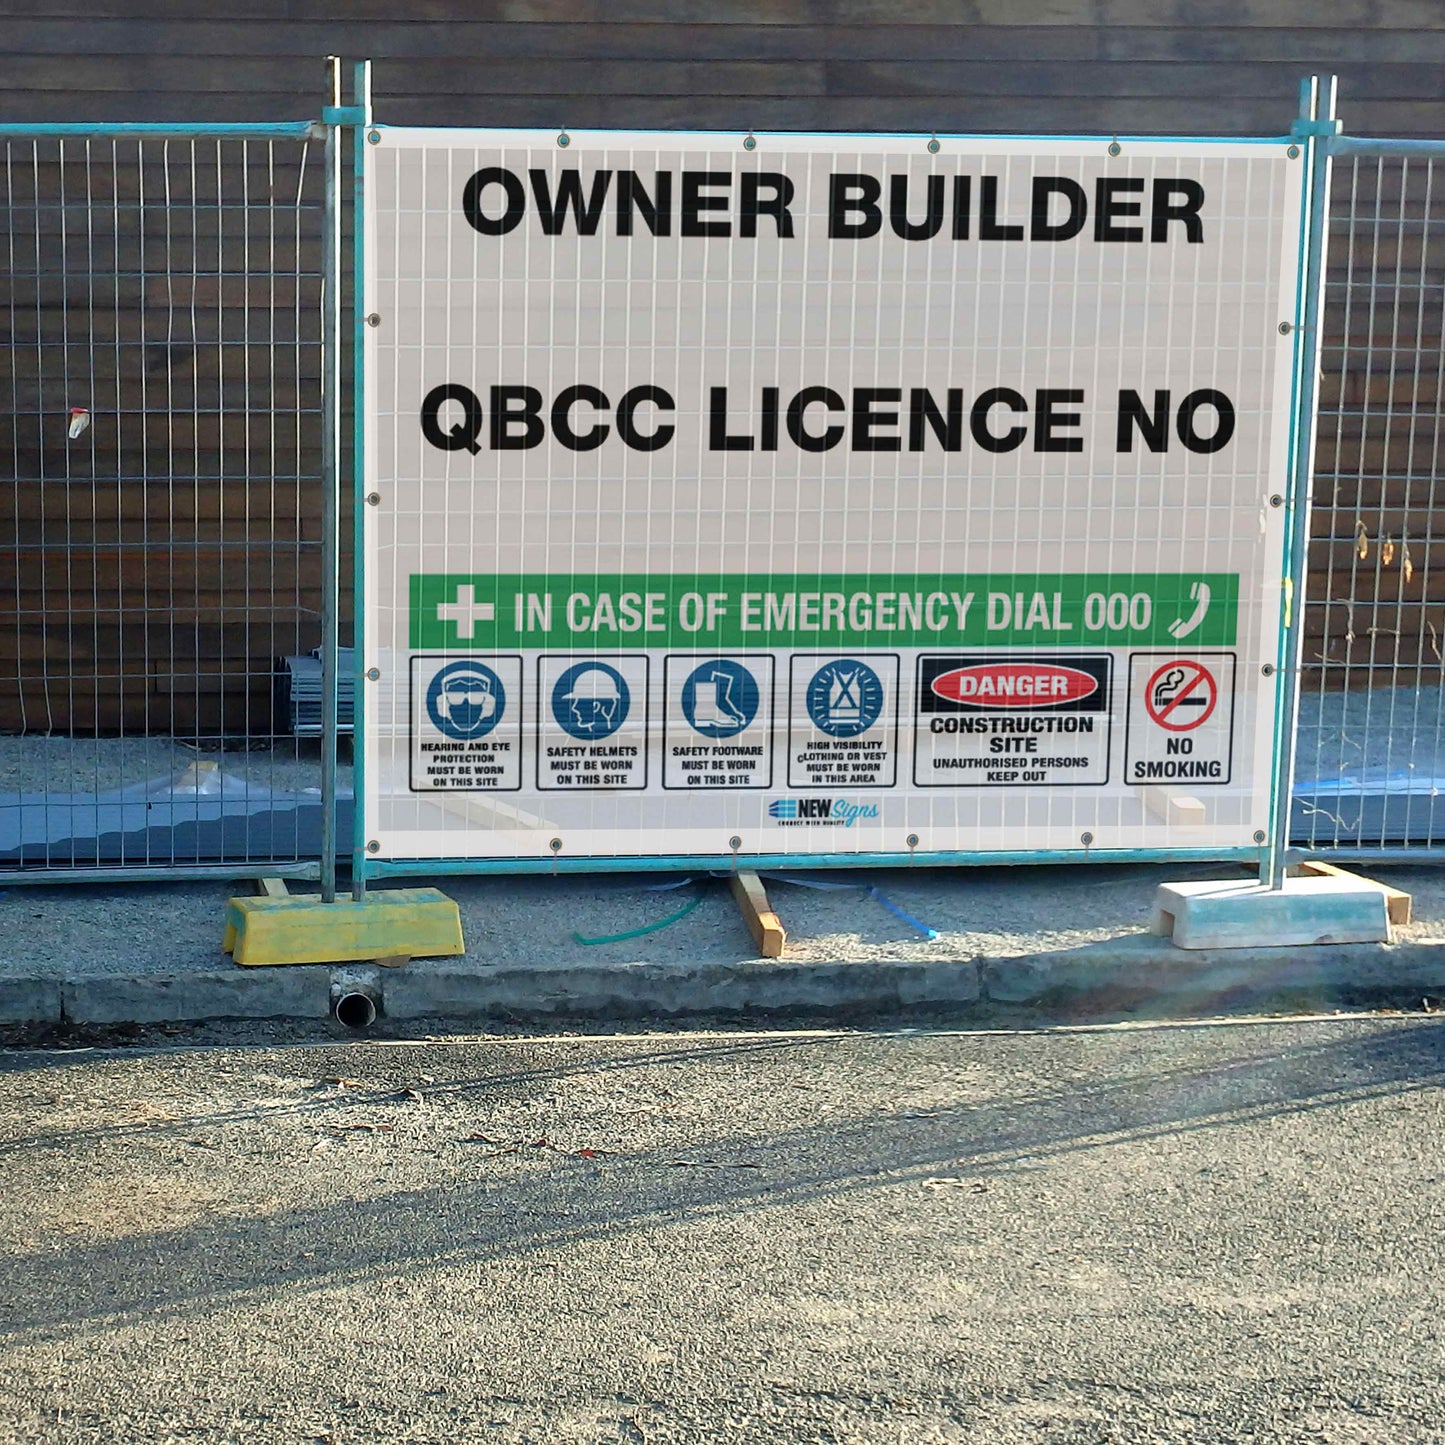 OWNER BUILDER
QBCC LICENCE NO
IN CASE OF EMERGENCY DIAL 000
HEARING AND EYE
PROTECTION
MUST BE WORN
ON THIS SITE
SAFETY HELMETS
MUST BE WORN
ON THIS SITE
SAFETY FOOTWARE
MUST BE WORN
ON THIS SITE
HIGH VISIBILITY
CLOTHING OR VEST
MUST BE WORN
IN THIS AREA
DANGER
CONSTRUCTION
SITE
UNAUTHORISED PERSONS
KEEP OUT
NO
SMOKING
NEW Signs
CONNECT WITH QUALITY